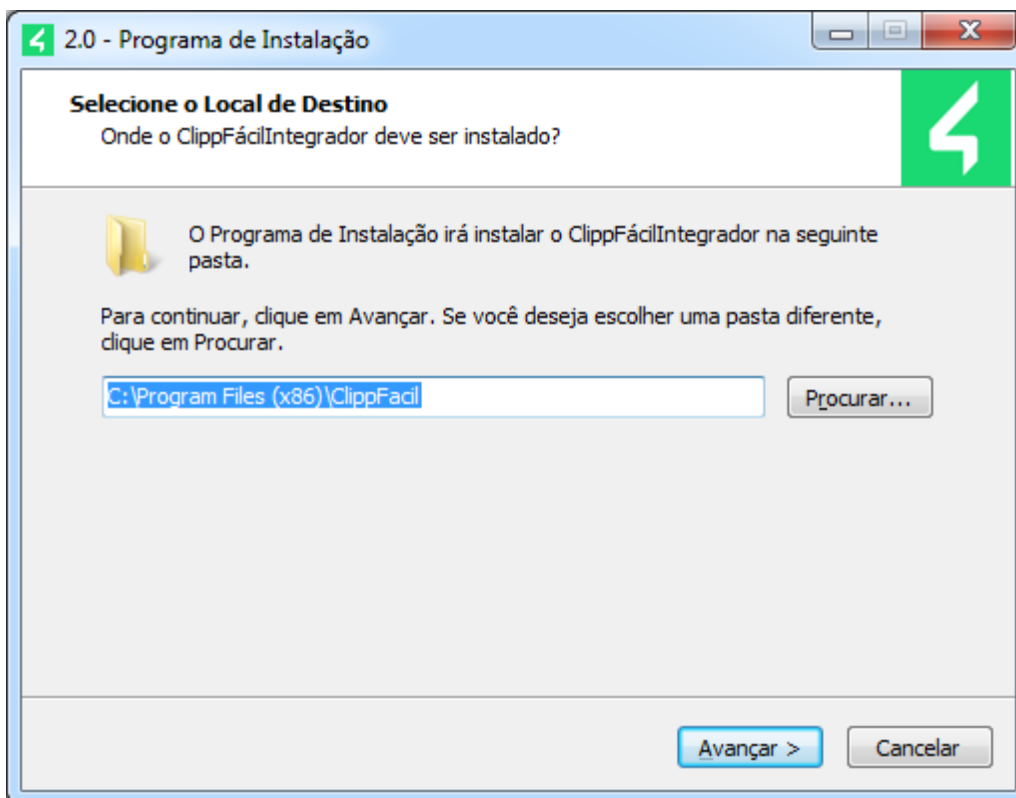 2.0 - Programa de Instalação
Selecione o Local de Destino
Onde o ClippFácilIntegrador deve ser instalado?
O Programa de Instalação irá instalar o ClippFácilIntegrador na seguinte
pasta.
Para continuar, clique em Avançar. Se você deseja escolher uma pasta diferente,
clique em Procurar.
C:\Program Files (x86)\ClippFacil
Procurar...
Avançar >
Cancelar